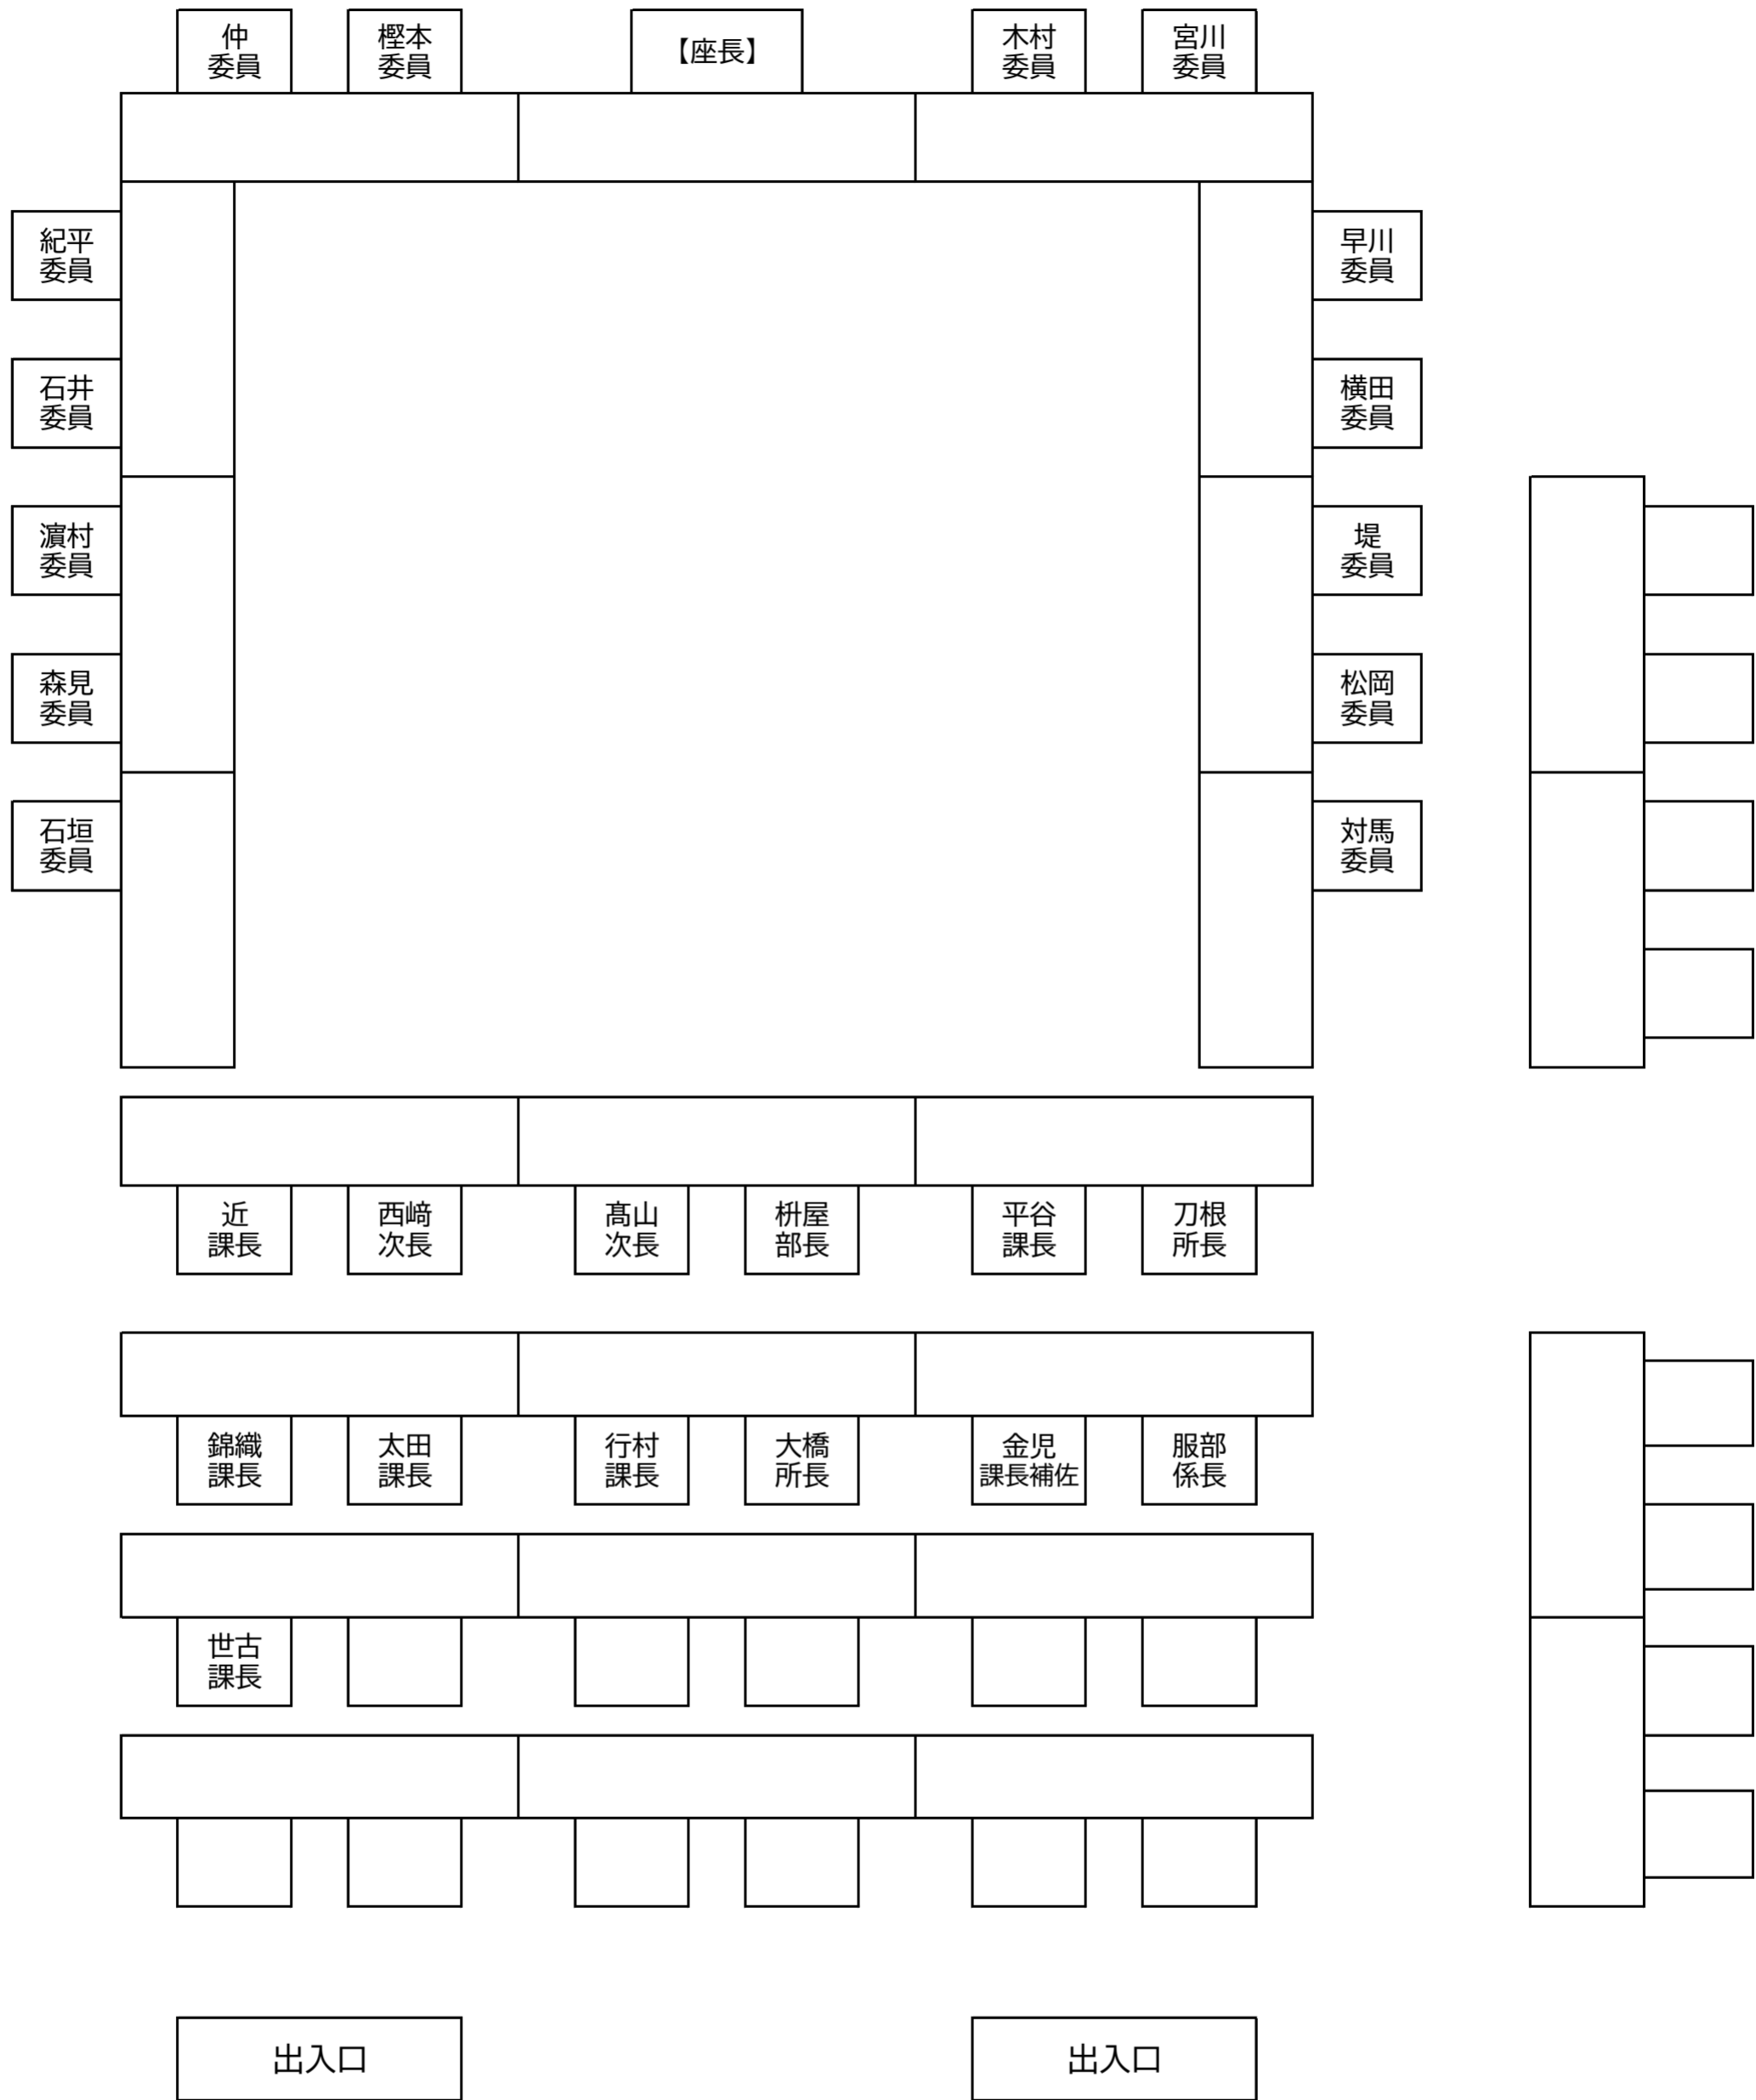 仲
委員
樫本
委員
【座長】
木村
委員
宮川
委員
紀平
委員
早川
委員
石井
委員
横田
委員
濵村
委員
堤
委員
森見
委員
松岡
委員
石垣
委員
対馬
委員
近
課長
西﨑
次長
髙山
次長
枡屋
部長
平谷
課長
刀根
所長
錦織
課長
太田
課長
行村
課長
大橋
所長
金児
課長補佐
服部
係長
世古
課長
出入口
出入口